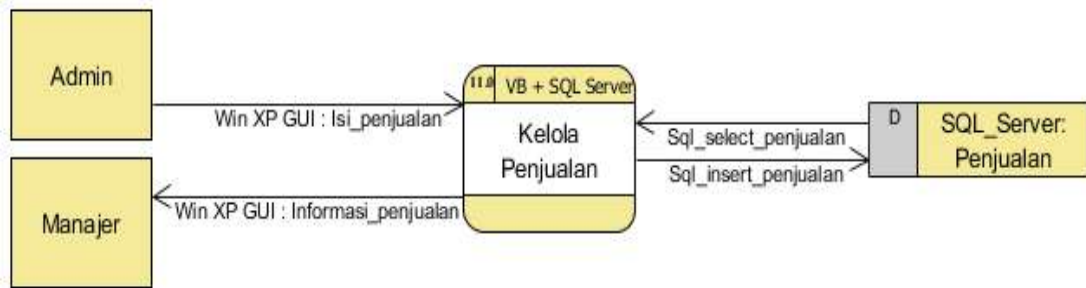 Admin
Win XP GUI : Isi_penjualan
Manajer
Win XP GUI : Informasi_penjualan
11.0 VB + SQL Server
Kelola
Penjualan
Sql_select_penjualan
Sql_insert_penjualan
D
SQL_Server:
Penjualan